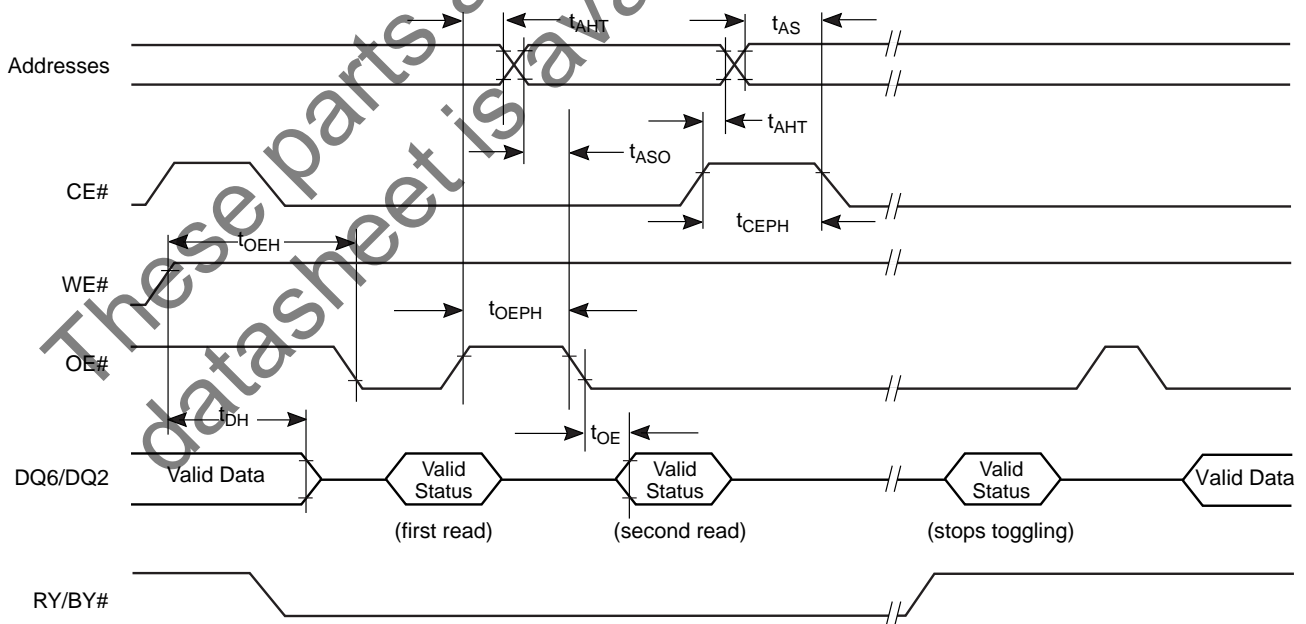 tAHT
tAS
Addresses
tAHT
tASO
CE#
tCEPH
tOEH
WE#
tOEPH
OE#
tDH
tOE
DQ6/DQ2
Valid Data
Valid
Status
Valid
Status
Valid
Status
Valid Data
(first read)
(second read)
(stops toggling)
RY/BY#
These parts a
datasheet is ava